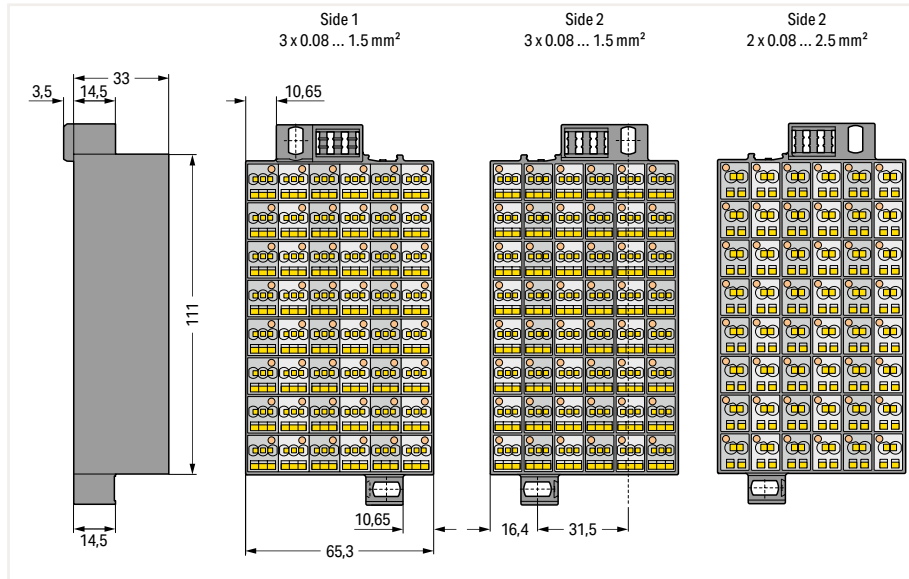 Side 1
3 x 0.08 ... 1.5 mm²
Side 2
3 x 0.08 ... 1.5 mm²
Side 2
2 x 0.08 ... 2.5 mm²
33
3,5
14,5
10,65
111
14,5
10,65
65,3
16,4
31,5